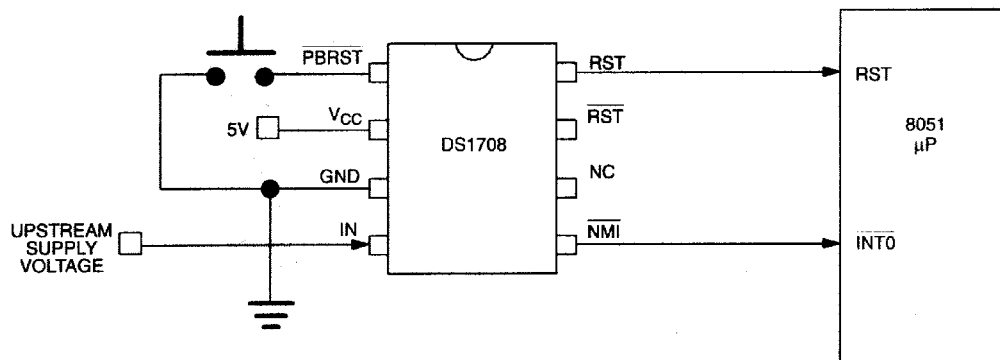 PBRST
VCC
5V
GND
IN
UPSTREAM
SUPPLY
VOLTAGE
DS1708
RST
RST
NC
NMI
RST
8051
μP
INT0